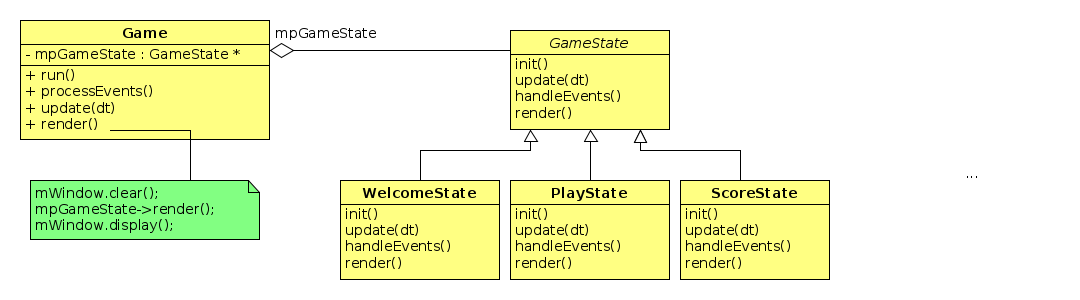 Game
- mpGameState : GameState *
+ run()
+ processEvents()
+ update(dt)
+ render()
mpGameState
GameState
init()
update(dt)
handleEvents()
render()
mWindow.clear();
mpGameState->render();
mWindow.display();
WelcomeState
init()
update(dt)
handleEvents()
render()
PlayState
init()
update(dt)
handleEvents()
render()
ScoreState
init()
update(dt)
handleEvents()
render()
...